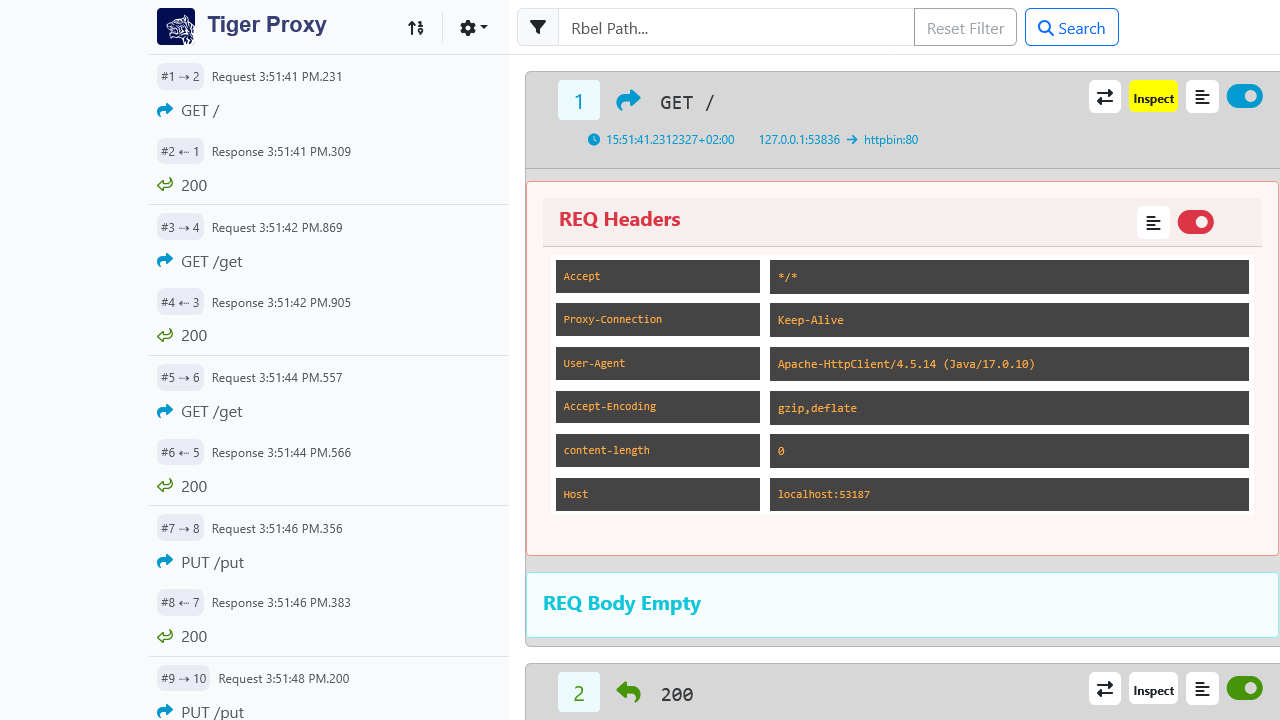 Tiger Proxy
Rbel Path...
Reset Filter
Search
#1 ⇢ 2 Request 3:51:41 PM.231
GET /
#2 ⇠ 1 Response 3:51:41 PM.309
200
#3 ⇢ 4 Request 3:51:42 PM.869
GET /get
#4 ⇠ 3 Response 3:51:42 PM.905
200
#5 ⇢ 6 Request 3:51:44 PM.557
GET /get
#6 ⇠ 5 Response 3:51:44 PM.566
200
#7 ⇢ 8 Request 3:51:46 PM.356
PUT /put
#8 ⇠ 7 Response 3:51:46 PM.383
200
#9 ⇢ 10 Request 3:51:48 PM.200
PUT /put
1 GET / Inspect
15:51:41.2312327+02:00 127.0.0.1:53836 → httpbin:80
REQ Headers
Accept */*
Proxy-Connection Keep-Alive
User-Agent Apache-HttpClient/4.5.14 (Java/17.0.10)
Accept-Encoding gzip,deflate
content-length 0
Host localhost:53187
REQ Body Empty
2 200 Inspect